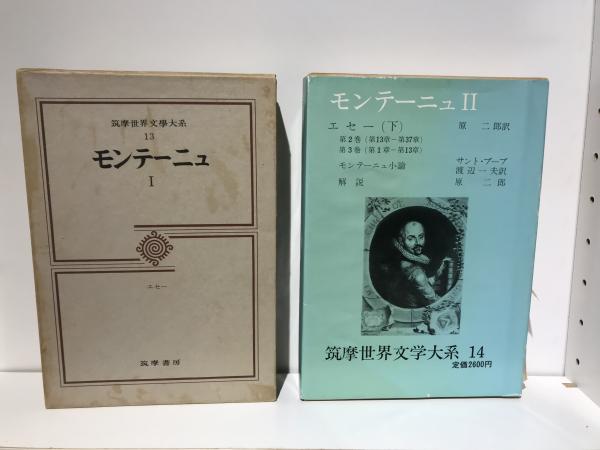 筑摩世界文學大系
13
モンテーニュ
I
エセー
筑摩書房
モンテーニュII
エセー(下) 原 二郎訳
第2巻(第13章－第37章)
第3巻(第1章－第13章)
モンテーニュ小論 サント・ブーブ
渡辺一夫訳
解説 原 二郎
筑摩世界文学大系 14
定価2600円